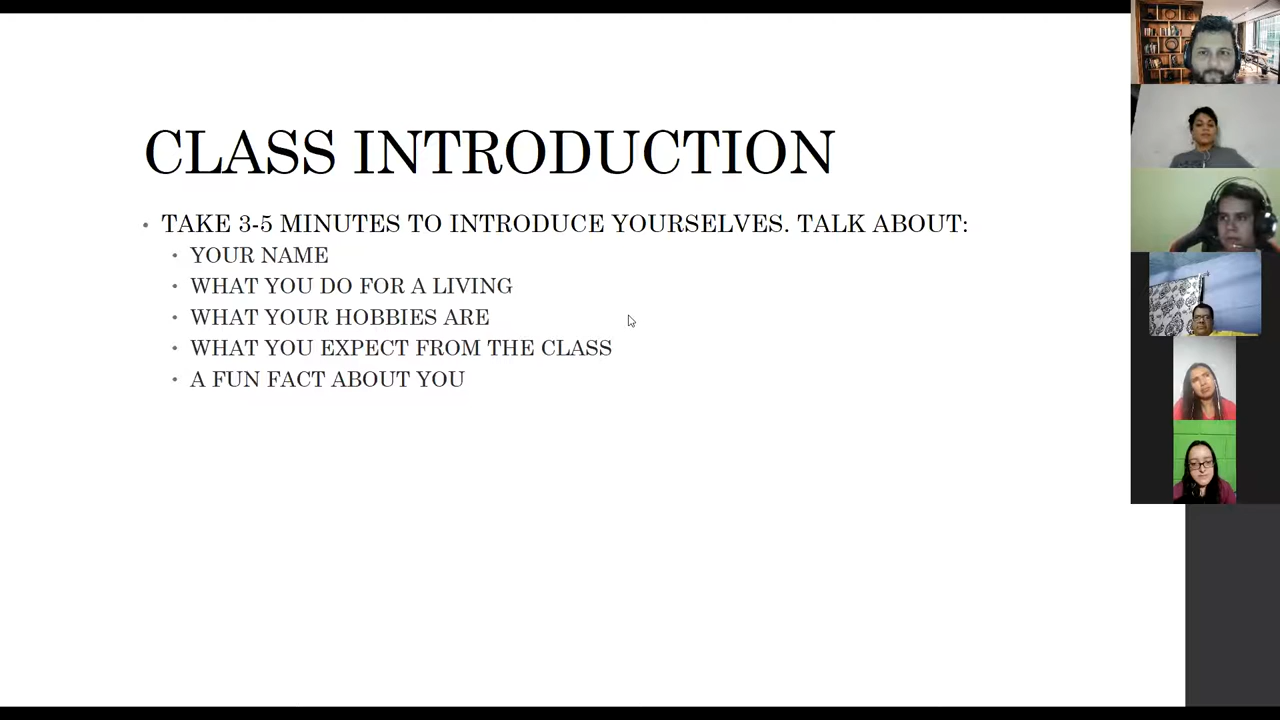 CLASS INTRODUCTION
• TAKE 3-5 MINUTES TO INTRODUCE YOURSELVES. TALK ABOUT:
• YOUR NAME
• WHAT YOU DO FOR A LIVING
• WHAT YOUR HOBBIES ARE
• WHAT YOU EXPECT FROM THE CLASS
• A FUN FACT ABOUT YOU